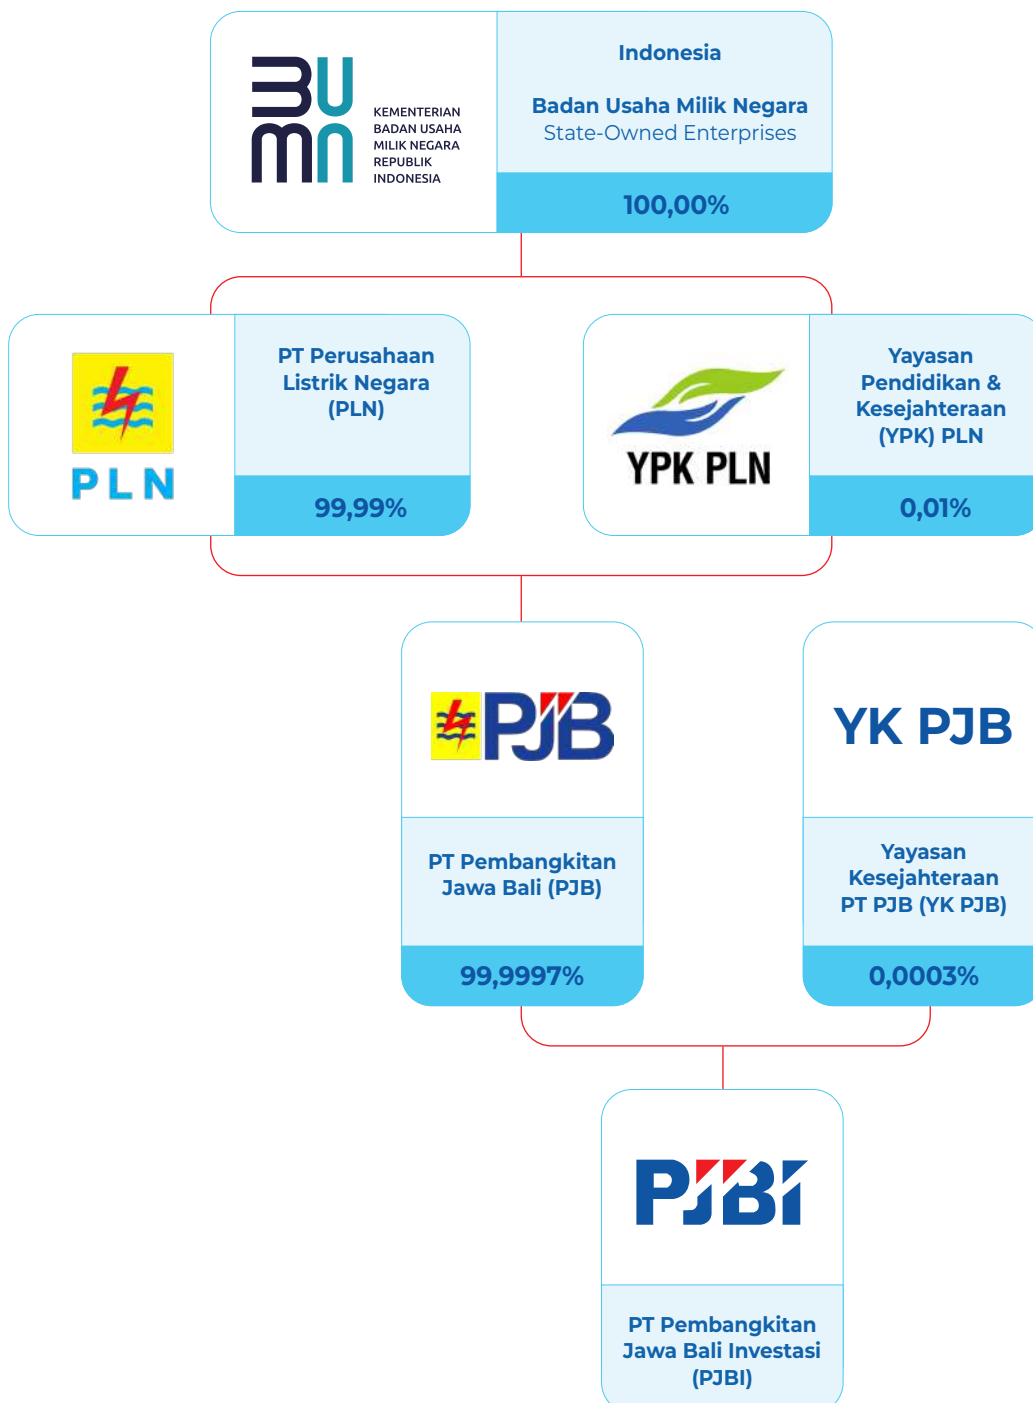 BUMN
KEMENTERIAN
BADAN USAHA
MILIK NEGARA
REPUBLIK
INDONESIA
Indonesia
Badan Usaha Milik Negara
State-Owned Enterprises
100,00%
PLN
PT Perusahaan
Listrik Negara
(PLN)
99,99%
YPK PLN
Yayasan
Pendidikan &
Kesejahteraan
(YPK) PLN
0,01%
PJB
PT Pembangkitan
Jawa Bali (PJB)
99,9997%
YK PJB
Yayasan
Kesejahteraan
PT PJB (YK PJB)
0,0003%
PJBI
PT Pembangkitan
Jawa Bali Investasi
(PJBI)